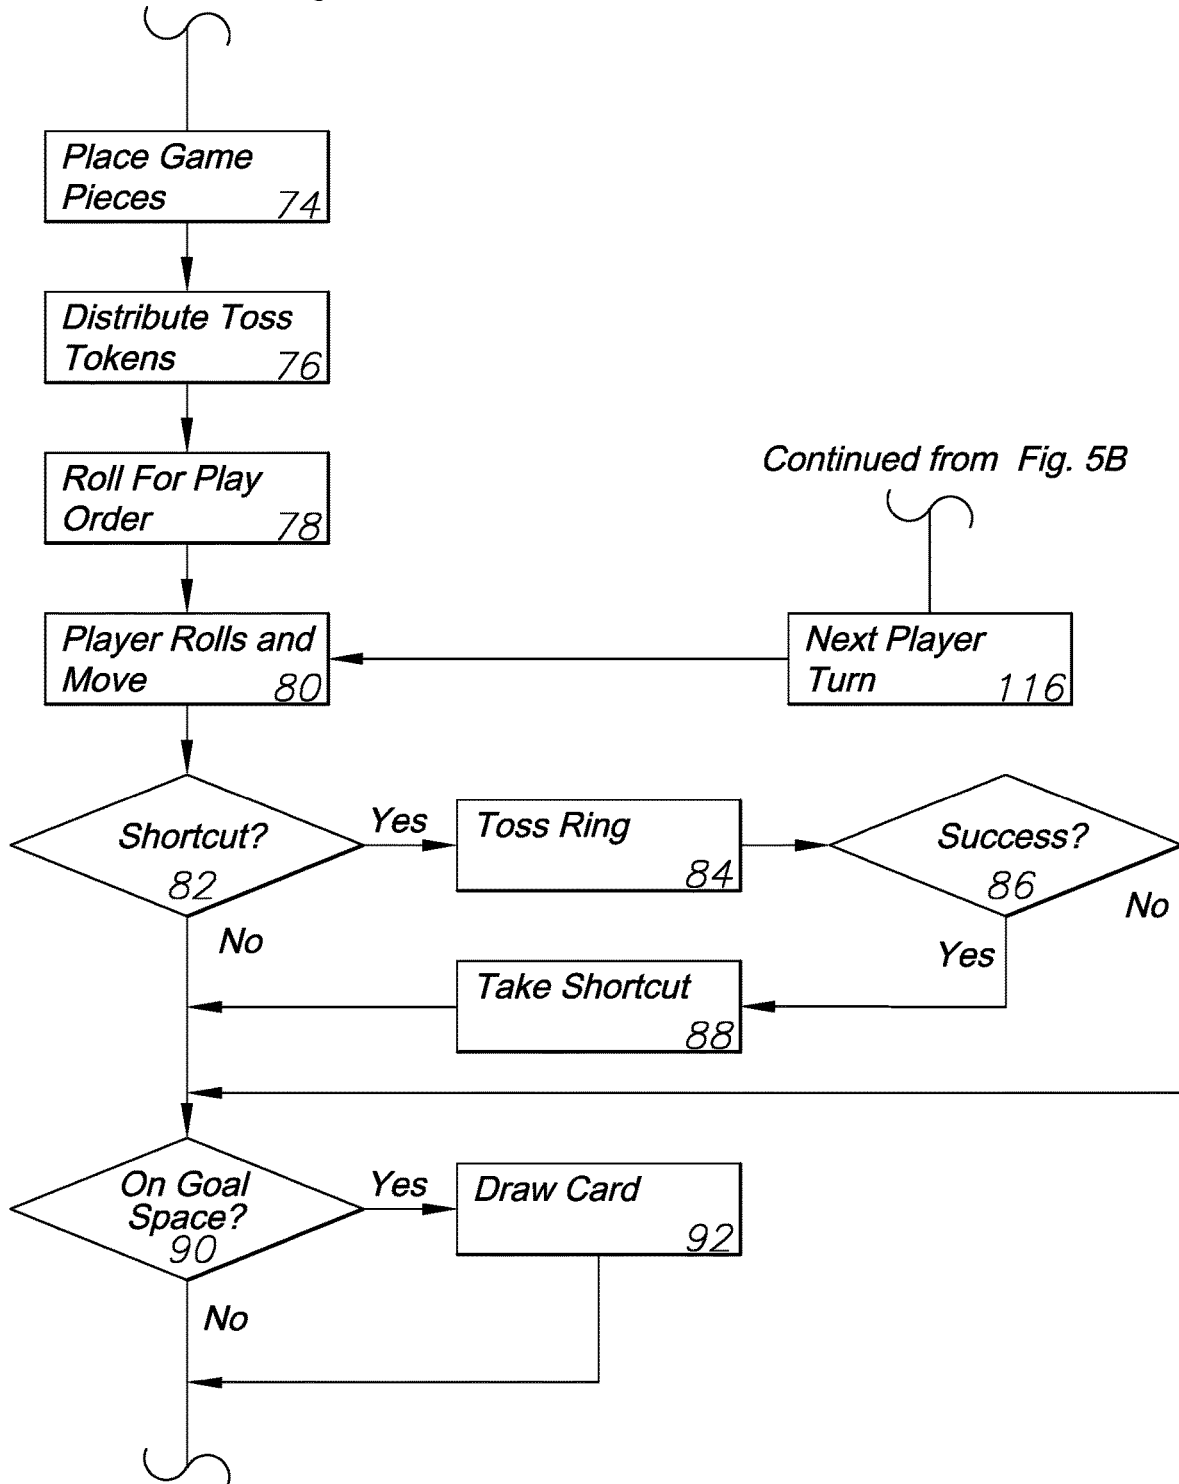 Place Game
Pieces 74
Distribute Toss
Tokens 76
Roll For Play
Order 78
Continued from Fig. 5B
Player Rolls and
Move 80
Next Player
Turn 116
Shortcut?
82
Yes
Toss Ring
84
Success?
86
No
No
Yes
Take Shortcut
88
On Goal
Space?
90
Yes
Draw Card
92
No